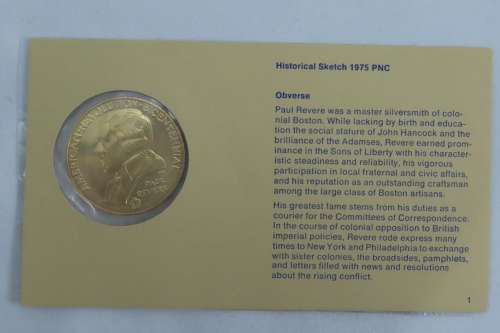 Historical Sketch 1975 PNC
Obverse
Paul Revere was a master silversmith of colo-
nial Boston. While lacking by birth and educa-
tion the social stature of John Hancock and the
brilliance of the Adamses, Revere earned prom-
inance in the Sons of Liberty with his character-
istic steadiness and reliability, his vigorous
participation in local fraternal and civic affairs,
and his reputation as an outstanding craftsman
among the large class of Boston artisans.
His greatest fame stems from his duties as a
courier for the Committees of Correspondence.
In the course of colonial opposition to British
imperial policies, Revere rode express many
times to New York and Philadelphia to exchange
with sister colonies, the broadsides, pamphlets,
and letters filled with news and resolutions
about the rising conflict.
1
AMERICAN REVOLUTION BICENTENNIAL
PAUL
REVERE